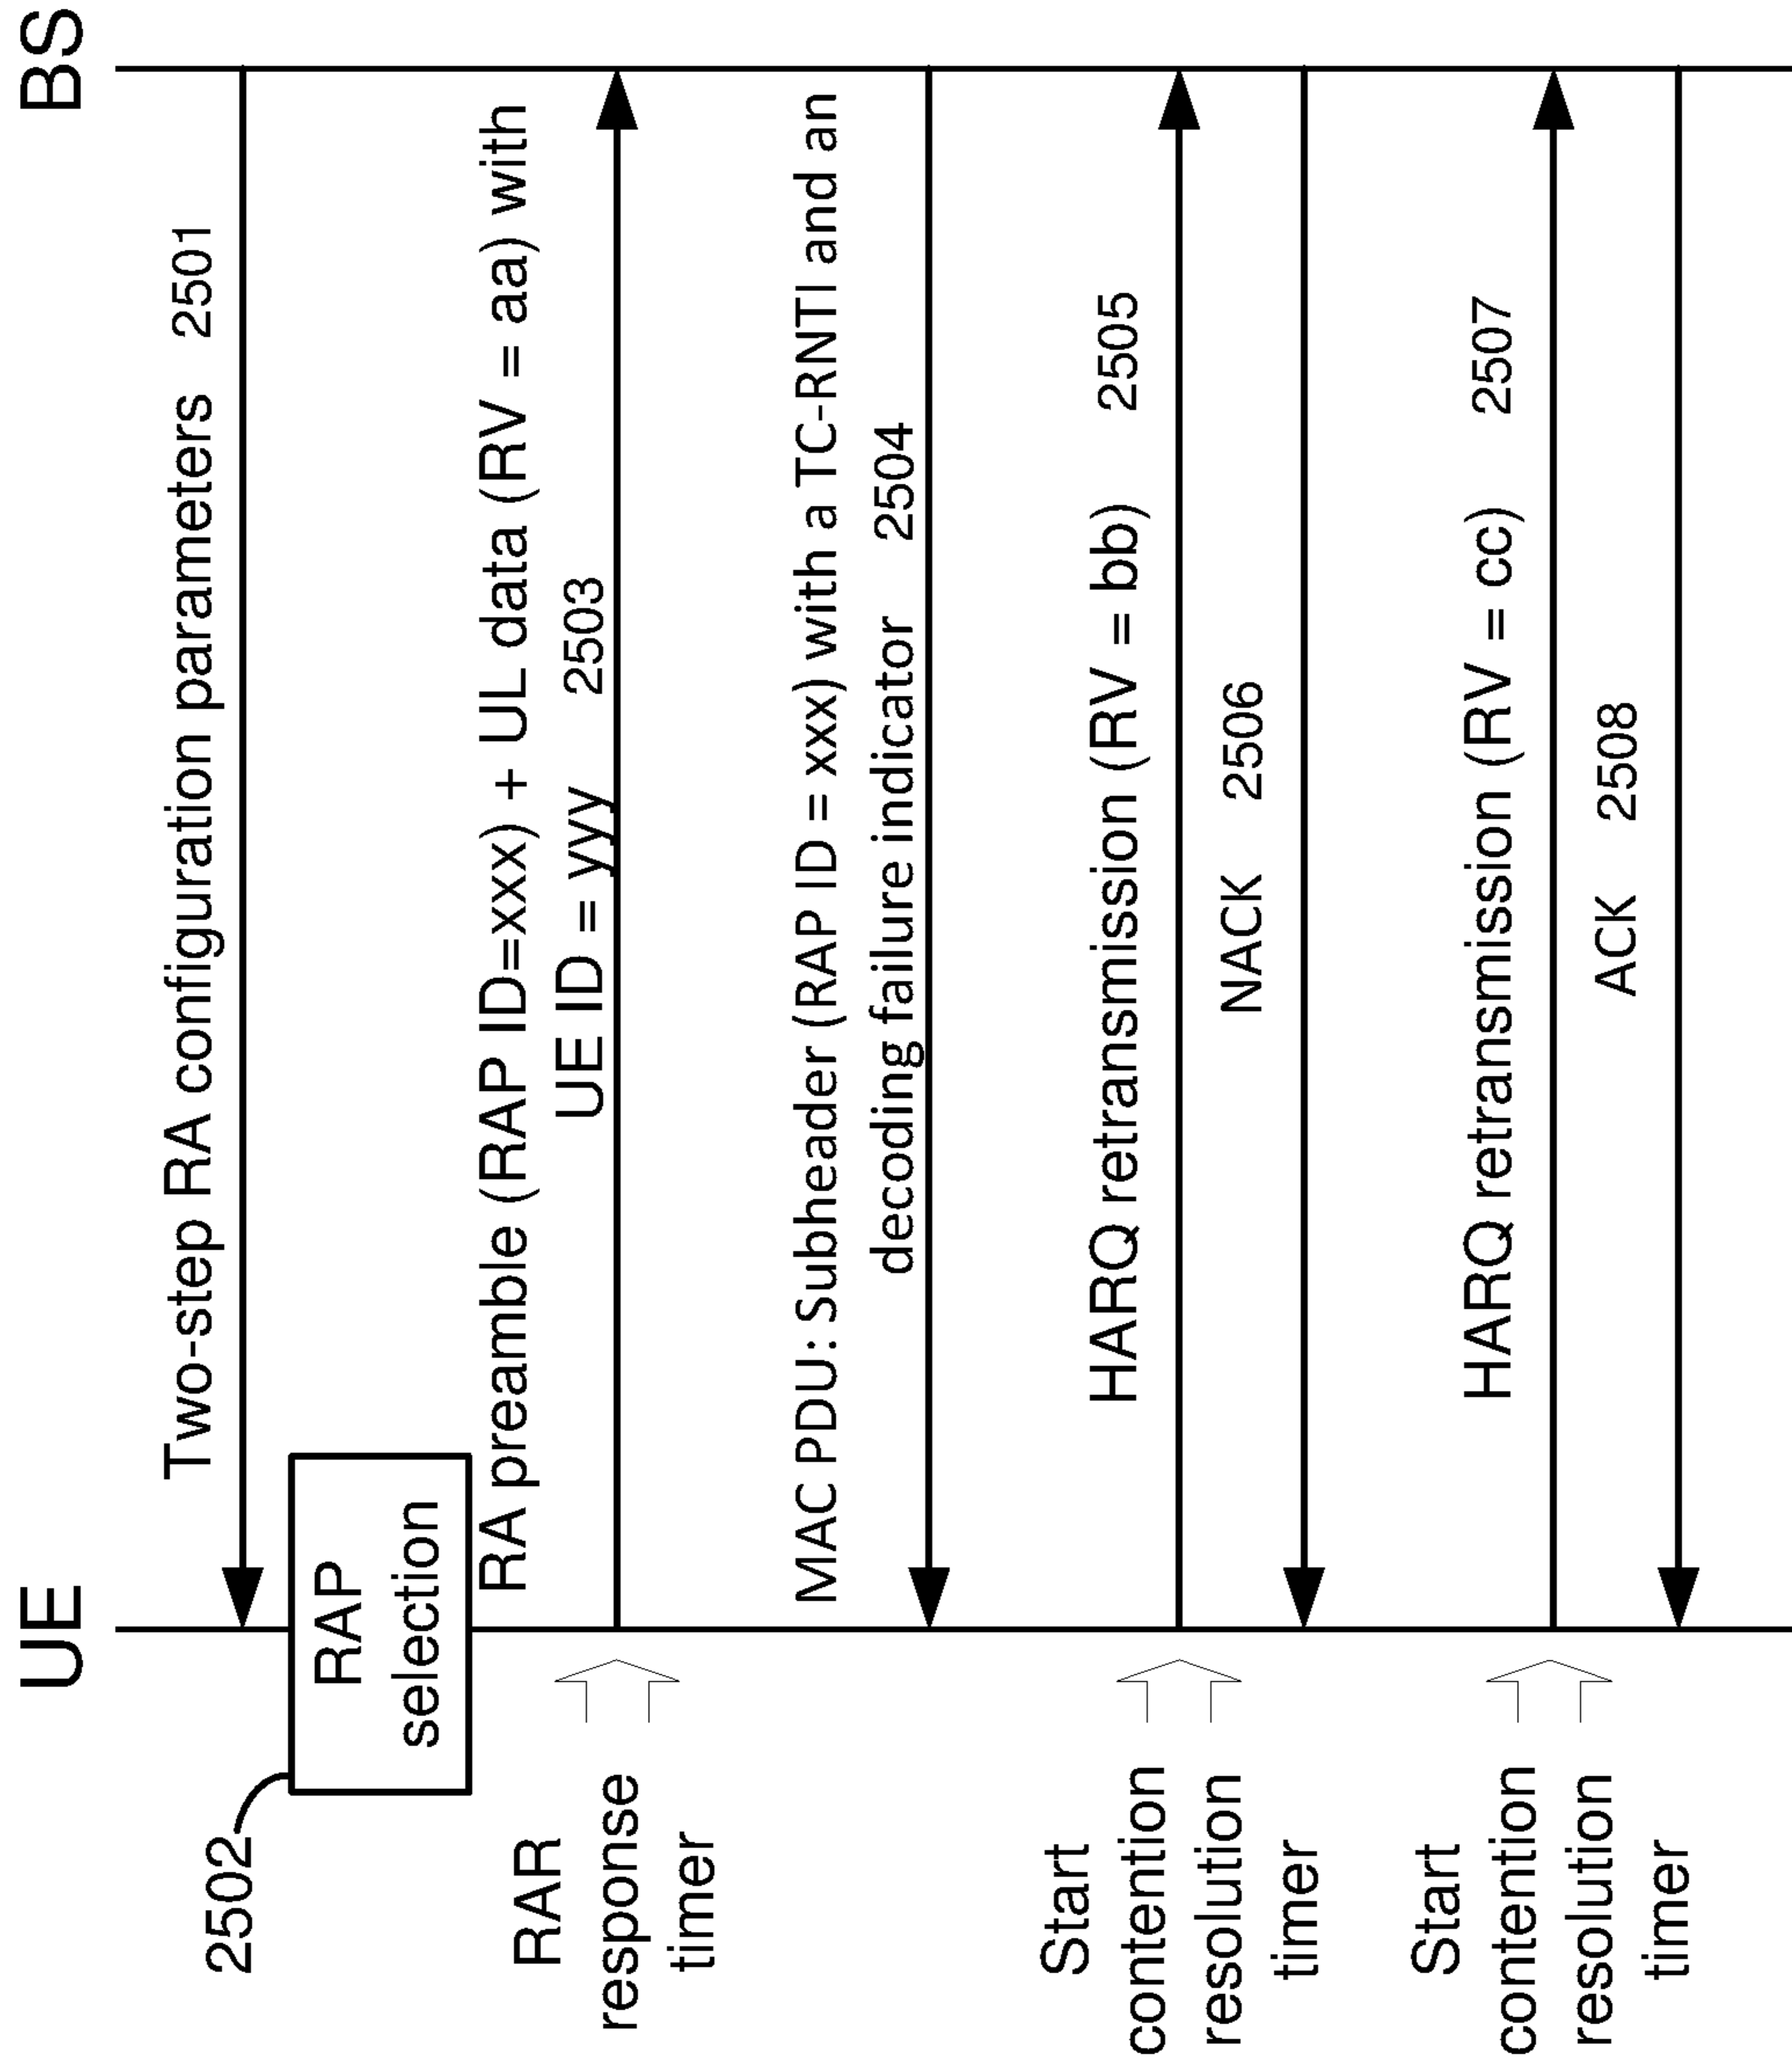 UE
BS
Two-step RA configuration parameters 2501
2502
RAP
selection
RA preamble (RAP ID=xxx) + UL data (RV = aa) with
UE ID = yyy 2503
RAR
response
timer
MAC PDU: Subheader (RAP ID = xxx) with a TC-RNTI and an
decoding failure indicator 2504
HARQ retransmission (RV = bb) 2505
Start
contention
resolution
timer
NACK 2506
HARQ retransmission (RV = cc) 2507
Start
contention
resolution
timer
ACK 2508